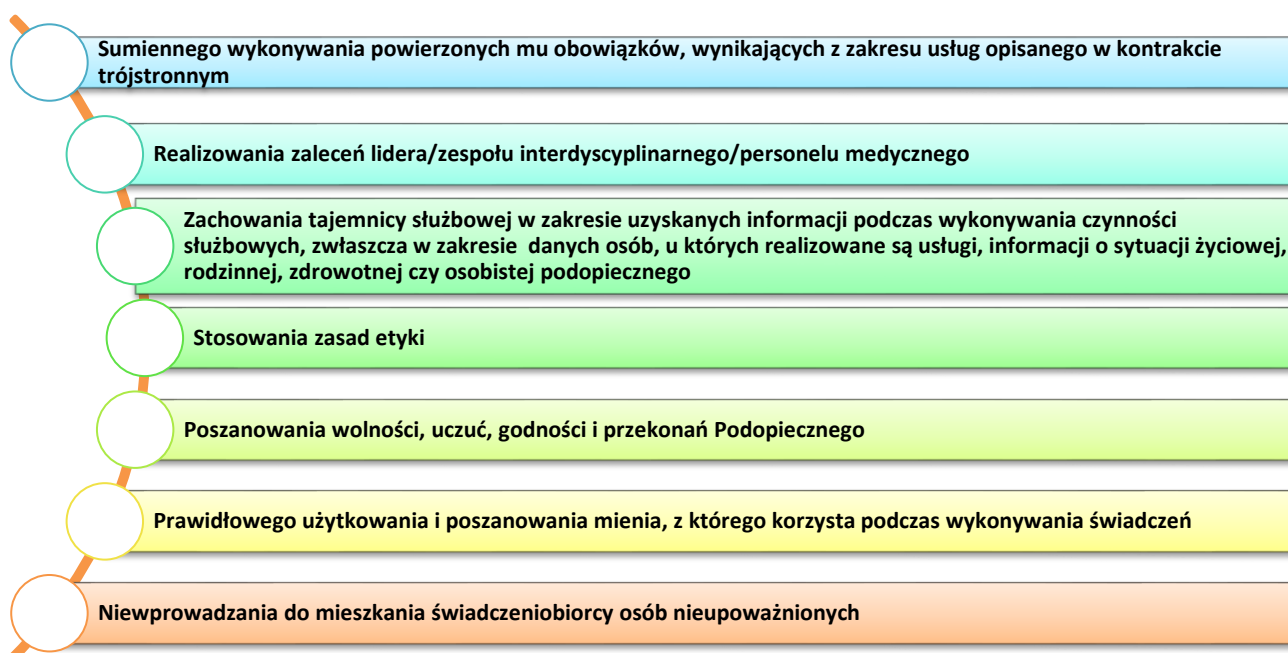 Sumiennego wykonywania powierzonych mu obowiązków, wynikających z zakresu usług opisanego w kontrakcie
trójstronnym
Realizowania zaleceń lidera/zespołu interdyscyplinarnego/personelu medycznego
Zachowania tajemnicy służbowej w zakresie uzyskanych informacji podczas wykonywania czynności
służbowych, zwłaszcza w zakresie danych osób, u których realizowane są usługi, informacji o sytuacji życiowej,
rodzinnej, zdrowotnej czy osobistej podopiecznego
Stosowania zasad etyki
Poszanowania wolności, uczuć, godności i przekonań Podopiecznego
Prawidłowego użytkowania i poszanowania mienia, z którego korzysta podczas wykonywania świadczeń
Niewprowadzania do mieszkania świadczeniobiorcy osób nieupoważnionych